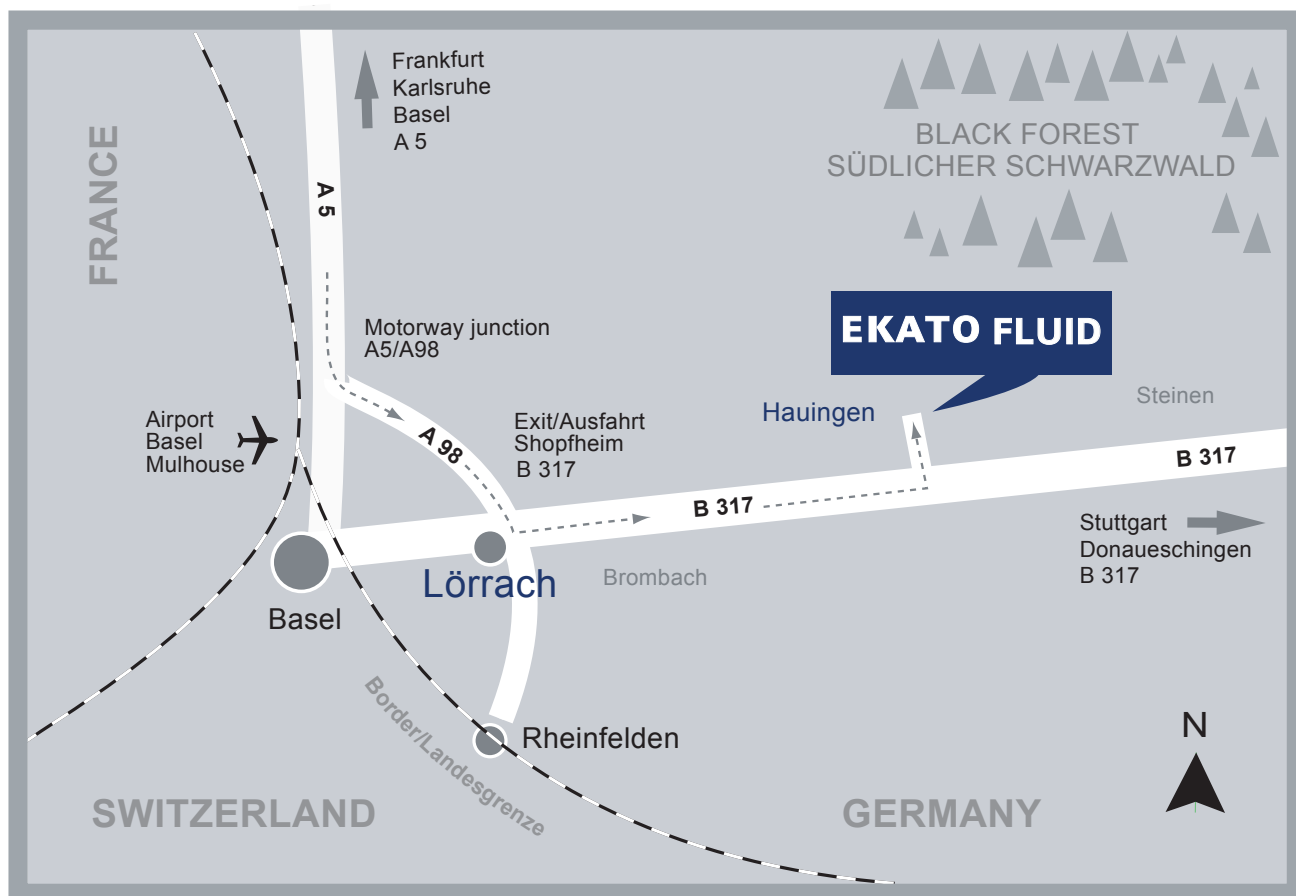 Frankfurt
Karlsruhe
Basel
A 5
BLACK FOREST
SÜDLICHER SCHWARZWALD
FRANCE
A 5
EKATO FLUID
Motorway junction
A5/A98
Airport
Basel
Mulhouse
A 98
Exit/Ausfahrt
Shopfheim
B 317
Hauingen
Steinen
B 317
B 317
Stuttgart
Donaueschingen
B 317
Lörrach
Brombach
Basel
Border/Landesgrenze
Rheinfelden
N
SWITZERLAND
GERMANY